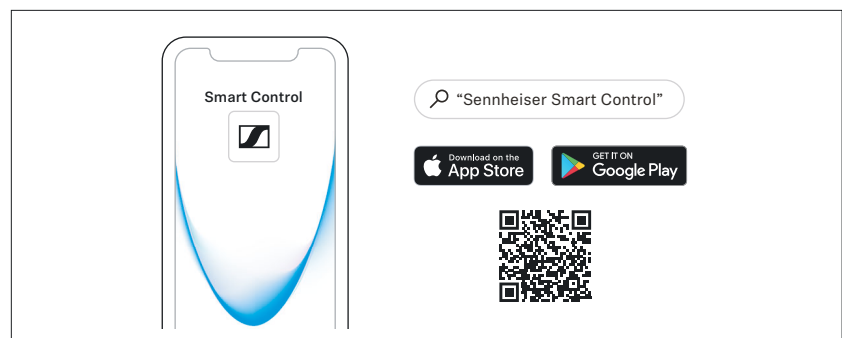 Smart Control
“Sennheiser Smart Control”
Download on the
App Store
GET IT ON
Google Play